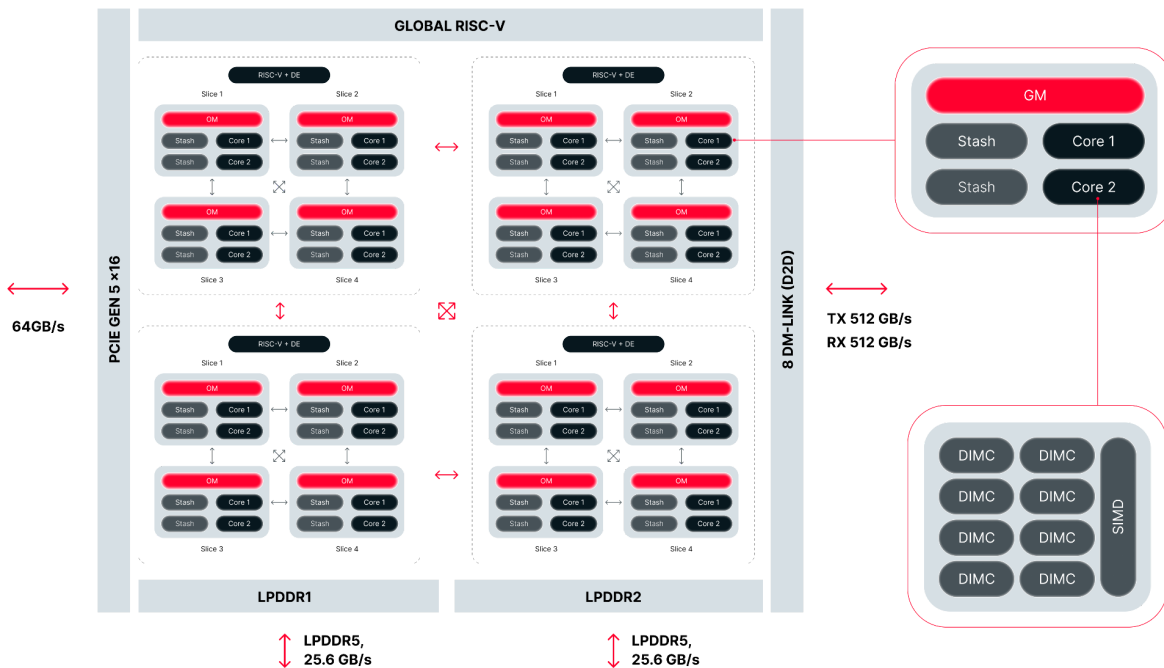 GLOBAL RISC-V
PCIE GEN 5 ×16
64GB/s
RISC-V + DE
Slice 1
Slice 2
OM
OM
Stash
Core 1
Stash
Core 1
Stash
Core 2
Stash
Core 2
OM
OM
Stash
Core 1
Stash
Core 1
Stash
Core 2
Stash
Core 2
Slice 3
Slice 4
RISC-V + DE
Slice 1
Slice 2
OM
OM
Stash
Core 1
Stash
Core 1
Stash
Core 2
Stash
Core 2
OM
OM
Stash
Core 1
Stash
Core 1
Stash
Core 2
Stash
Core 2
Slice 3
Slice 4
RISC-V + DE
Slice 1
Slice 2
OM
OM
Stash
Core 1
Stash
Core 1
Stash
Core 2
Stash
Core 2
OM
OM
Stash
Core 1
Stash
Core 1
Stash
Core 2
Stash
Core 2
Slice 3
Slice 4
RISC-V + DE
Slice 1
Slice 2
OM
OM
Stash
Core 1
Stash
Core 1
Stash
Core 2
Stash
Core 2
OM
OM
Stash
Core 1
Stash
Core 1
Stash
Core 2
Stash
Core 2
Slice 3
Slice 4
LPDDR1
LPDDR2
LPDDR5,
25.6 GB/s
LPDDR5,
25.6 GB/s
8 DM-LINK (D2D)
TX 512 GB/s
RX 512 GB/s
GM
Stash
Core 1
Stash
Core 2
DIMC
DIMC
DIMC
DIMC
DIMC
DIMC
DIMC
DIMC
SIMD